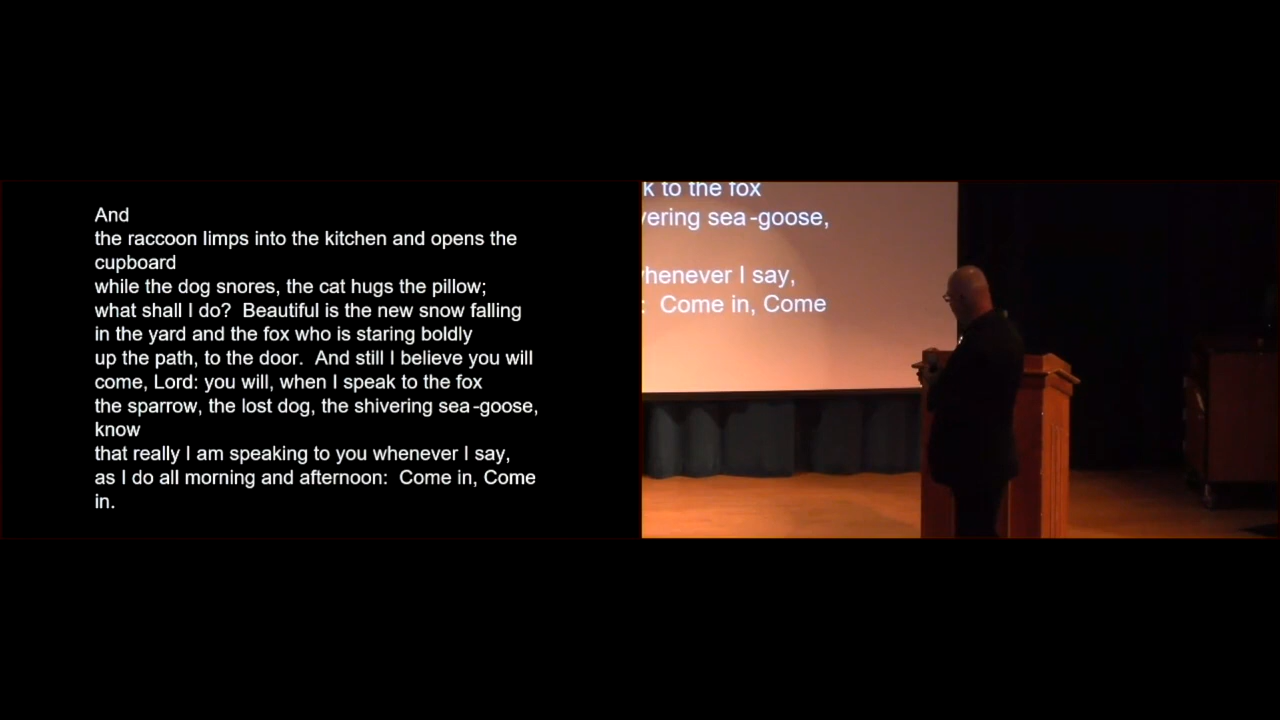 And
the raccoon limps into the kitchen and opens the
cupboard
while the dog snores, the cat hugs the pillow;
what shall I do?  Beautiful is the new snow falling
in the yard and the fox who is staring boldly
up the path, to the door.  And still I believe you will
come, Lord: you will, when I speak to the fox
the sparrow, the lost dog, the shivering sea-goose,
know
that really I am speaking to you whenever I say,
as I do all morning and afternoon:  Come in, Come
in.
k to the fox
vering sea-goose,
henever I say,
:  Come in, Come